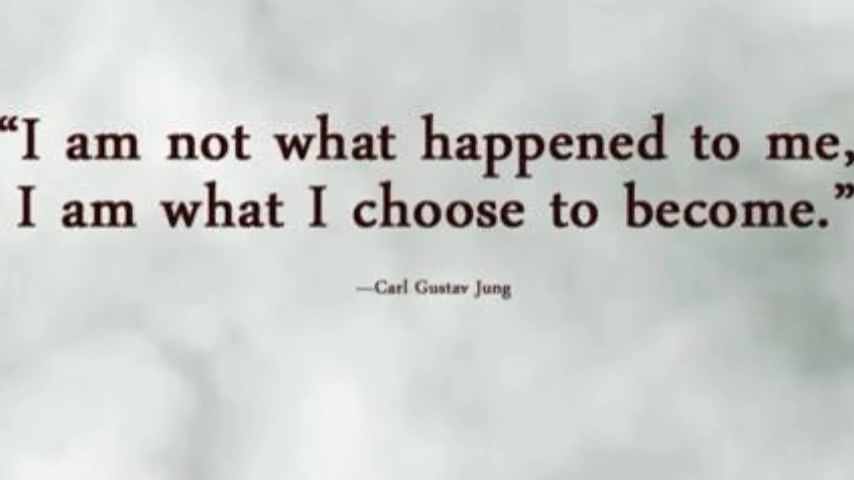 “I am not what happened to me,
I am what I choose to become.”
—Carl Gustav Jung